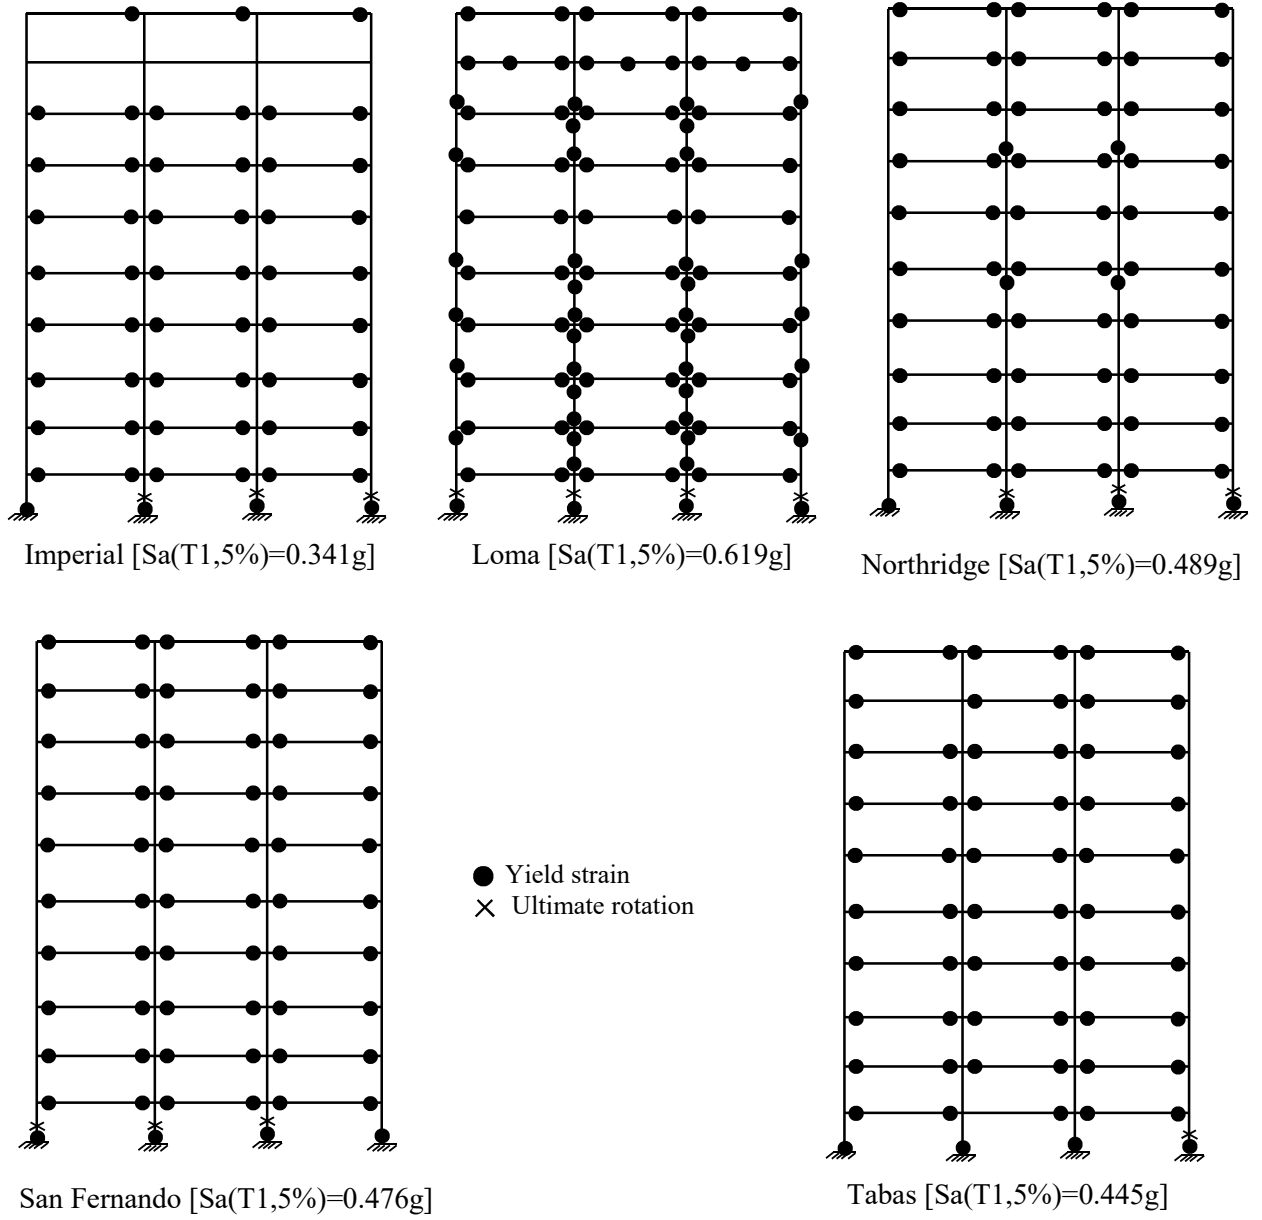 Imperial [Sa(T1,5%)=0.341g]
Loma [Sa(T1,5%)=0.619g]
Northridge [Sa(T1,5%)=0.489g]
Yield strain
Ultimate rotation
San Fernando [Sa(T1,5%)=0.476g]
Tabas [Sa(T1,5%)=0.445g]